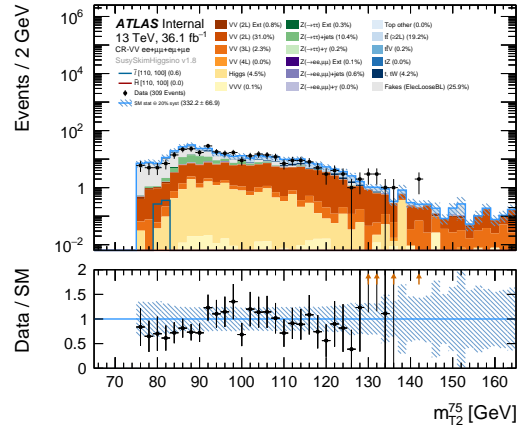 ATLAS Internal
13 TeV, 36.1 fb⁻¹
CR-VV ee+μμ+eμ+μe
SusySkimHiggsino v1.8
l̃ [110, 100] (0.6)
H̃ [110, 100] (0.0)
Data (309 Events)
SM stat ⊕ 20% syst (332.2 ± 66.9)
VV (2L) Ext (0.8%)
VV (2L) (31.0%)
VV (3L) (2.3%)
VV (4L) (0.0%)
Higgs (4.5%)
VVV (0.1%)
Z(→ττ) Ext (0.3%)
Z(→ττ)+jets (10.4%)
Z(→ττ)+γ (0.2%)
Z(→ee,μμ) Ext (0.1%)
Z(→ee,μμ)+jets (0.6%)
Z(→ee,μμ)+γ (0.0%)
Top other (0.0%)
tt̄ (≥2L) (19.2%)
tt̄V (0.2%)
tZ (0.0%)
t, tt̄W (4.2%)
Fakes (ElecLooseBL) (25.9%)
Events / 2 GeV
10⁶
10⁴
10²
10
1
10⁻¹
10⁻²
Data / SM
2
1.5
1
0.5
0
70 80 90 100 110 120 130 140 150 160
m⁷⁵T2 [GeV]